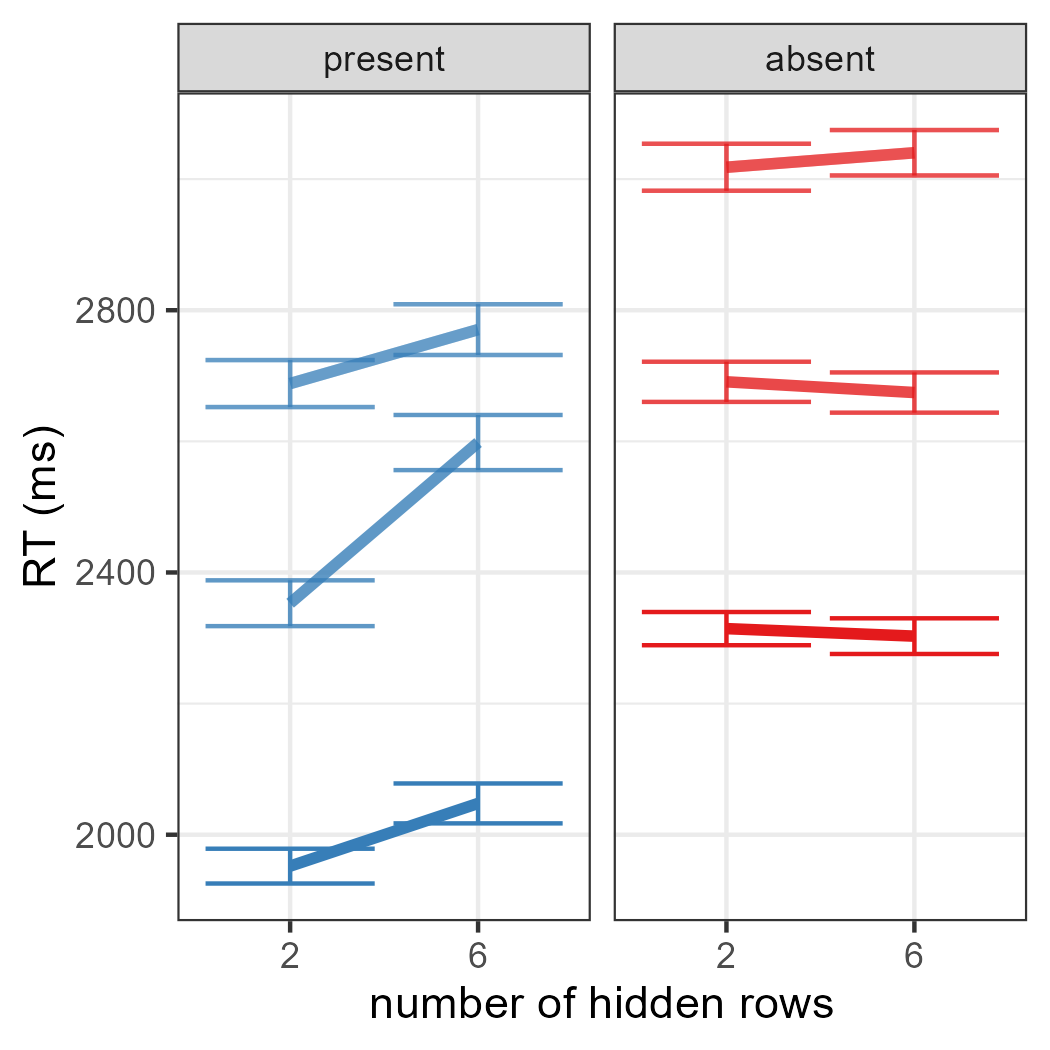 present
absent
RT (ms)
2800
2400
2000
2
6
2
6
number of hidden rows